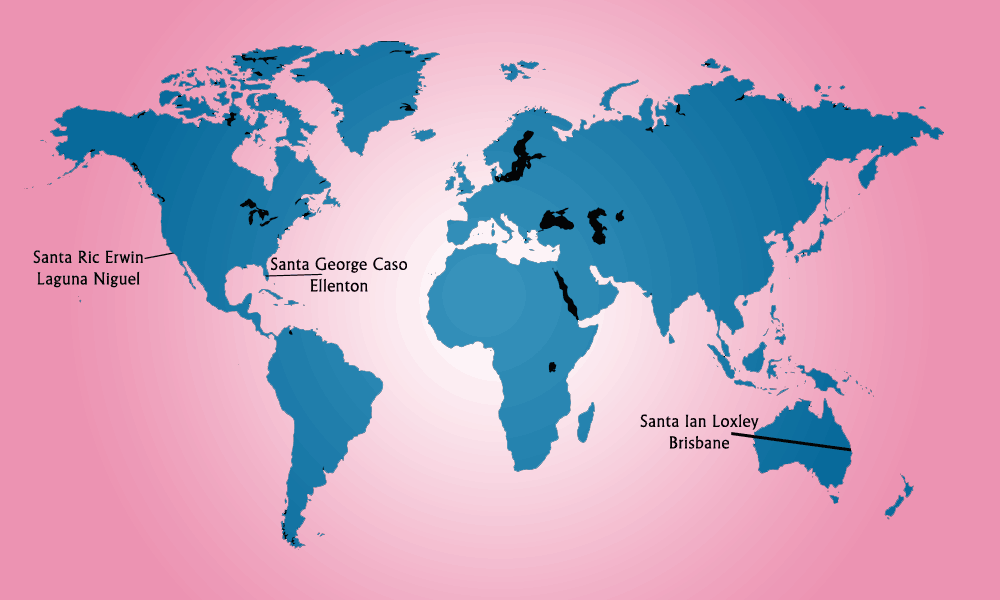 Santa Ric Erwin
Laguna Niguel
Santa George Caso
Ellenton
Santa Ian Loxley
Brisbane